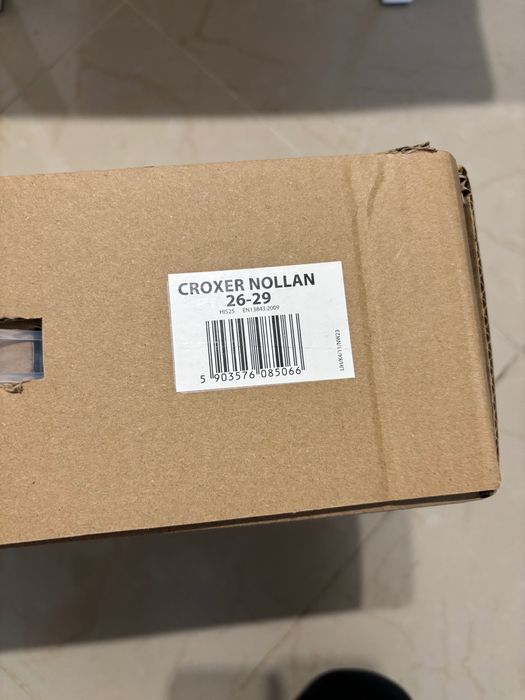 CROXER NOLLAN
26-29
HIS25 EN13843:2009
5 903576 085066